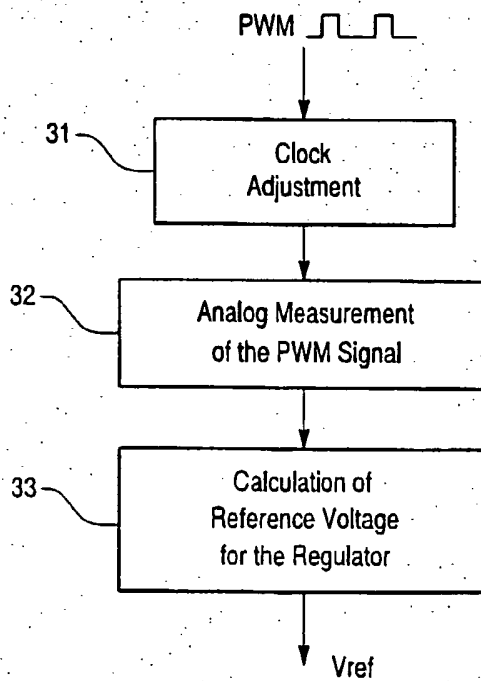 PWM
31
Clock
Adjustment
32
Analog Measurement
of the PWM Signal
33
Calculation of
Reference Voltage
for the Regulator
Vref